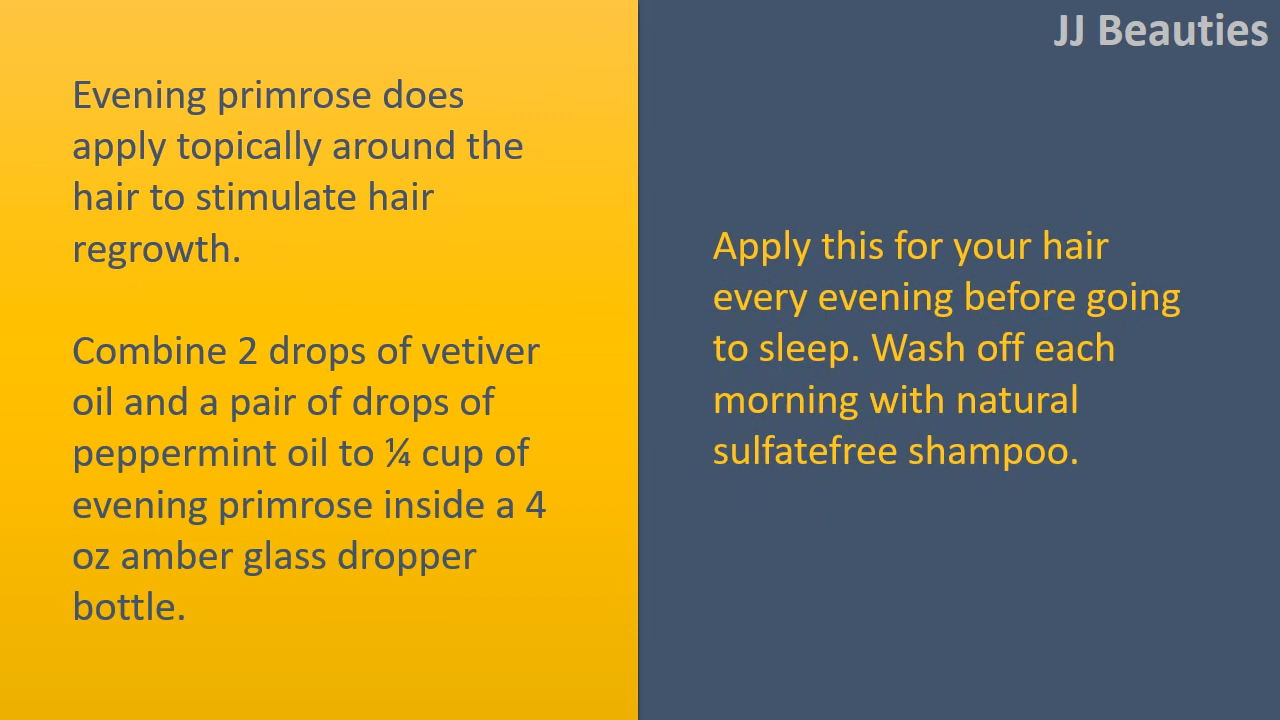 JJ Beauties
Evening primrose does
apply topically around the
hair to stimulate hair
regrowth.
Combine 2 drops of vetiver
oil and a pair of drops of
peppermint oil to ¼ cup of
evening primrose inside a 4
oz amber glass dropper
bottle.
Apply this for your hair
every evening before going
to sleep. Wash off each
morning with natural
sulfatefree shampoo.